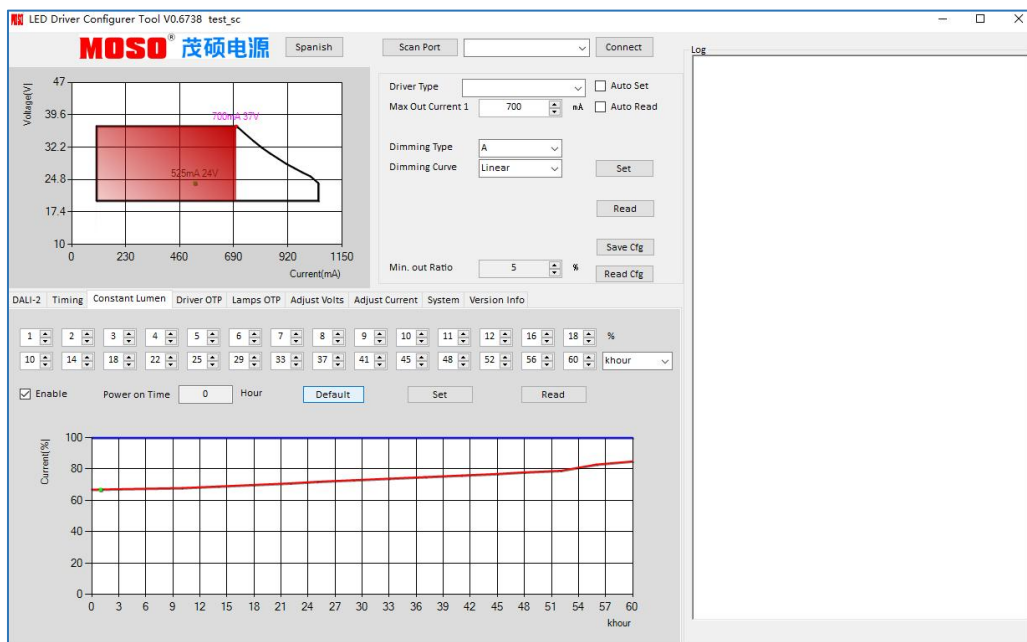 LED Driver Configurer Tool V0.6738 test_sc
MOSO® 茂硕电源
Spanish
Scan Port
Connect
Log
Voltage(V)
47
39.6
32.2
24.8
17.4
10
700mA 37V
525mA 24V
0 230 460 690 920 1150
Current(mA)
Driver Type
Auto Set
Max Out Current 1 700 mA
Auto Read
Dimming Type A
Dimming Curve Linear
Set
Read
Save Cfg
Min. out Ratio 5 %
Read Cfg
DALI-2 Timing Constant Lumen Driver OTP Lamps OTP Adjust Volts Adjust Current System Version Info
1 2 3 4 5 6 7 8 9 10 11 12 16 18 %
10 14 18 22 25 29 33 37 41 45 48 52 56 60 khour
Enable Power on Time 0 Hour Default Set Read
Current(%)
100
80
60
40
20
0
0 3 6 9 12 15 18 21 24 27 30 33 36 39 42 45 48 51 54 57 60
khour